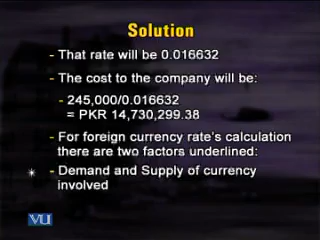 Solution
- That rate will be 0.016632
- The cost to the company will be:
- 245,000/0.016632
= PKR 14,730,299.38
- For foreign currency rate's calculation
there are two factors underlined:
- Demand and Supply of currency
involved
VU